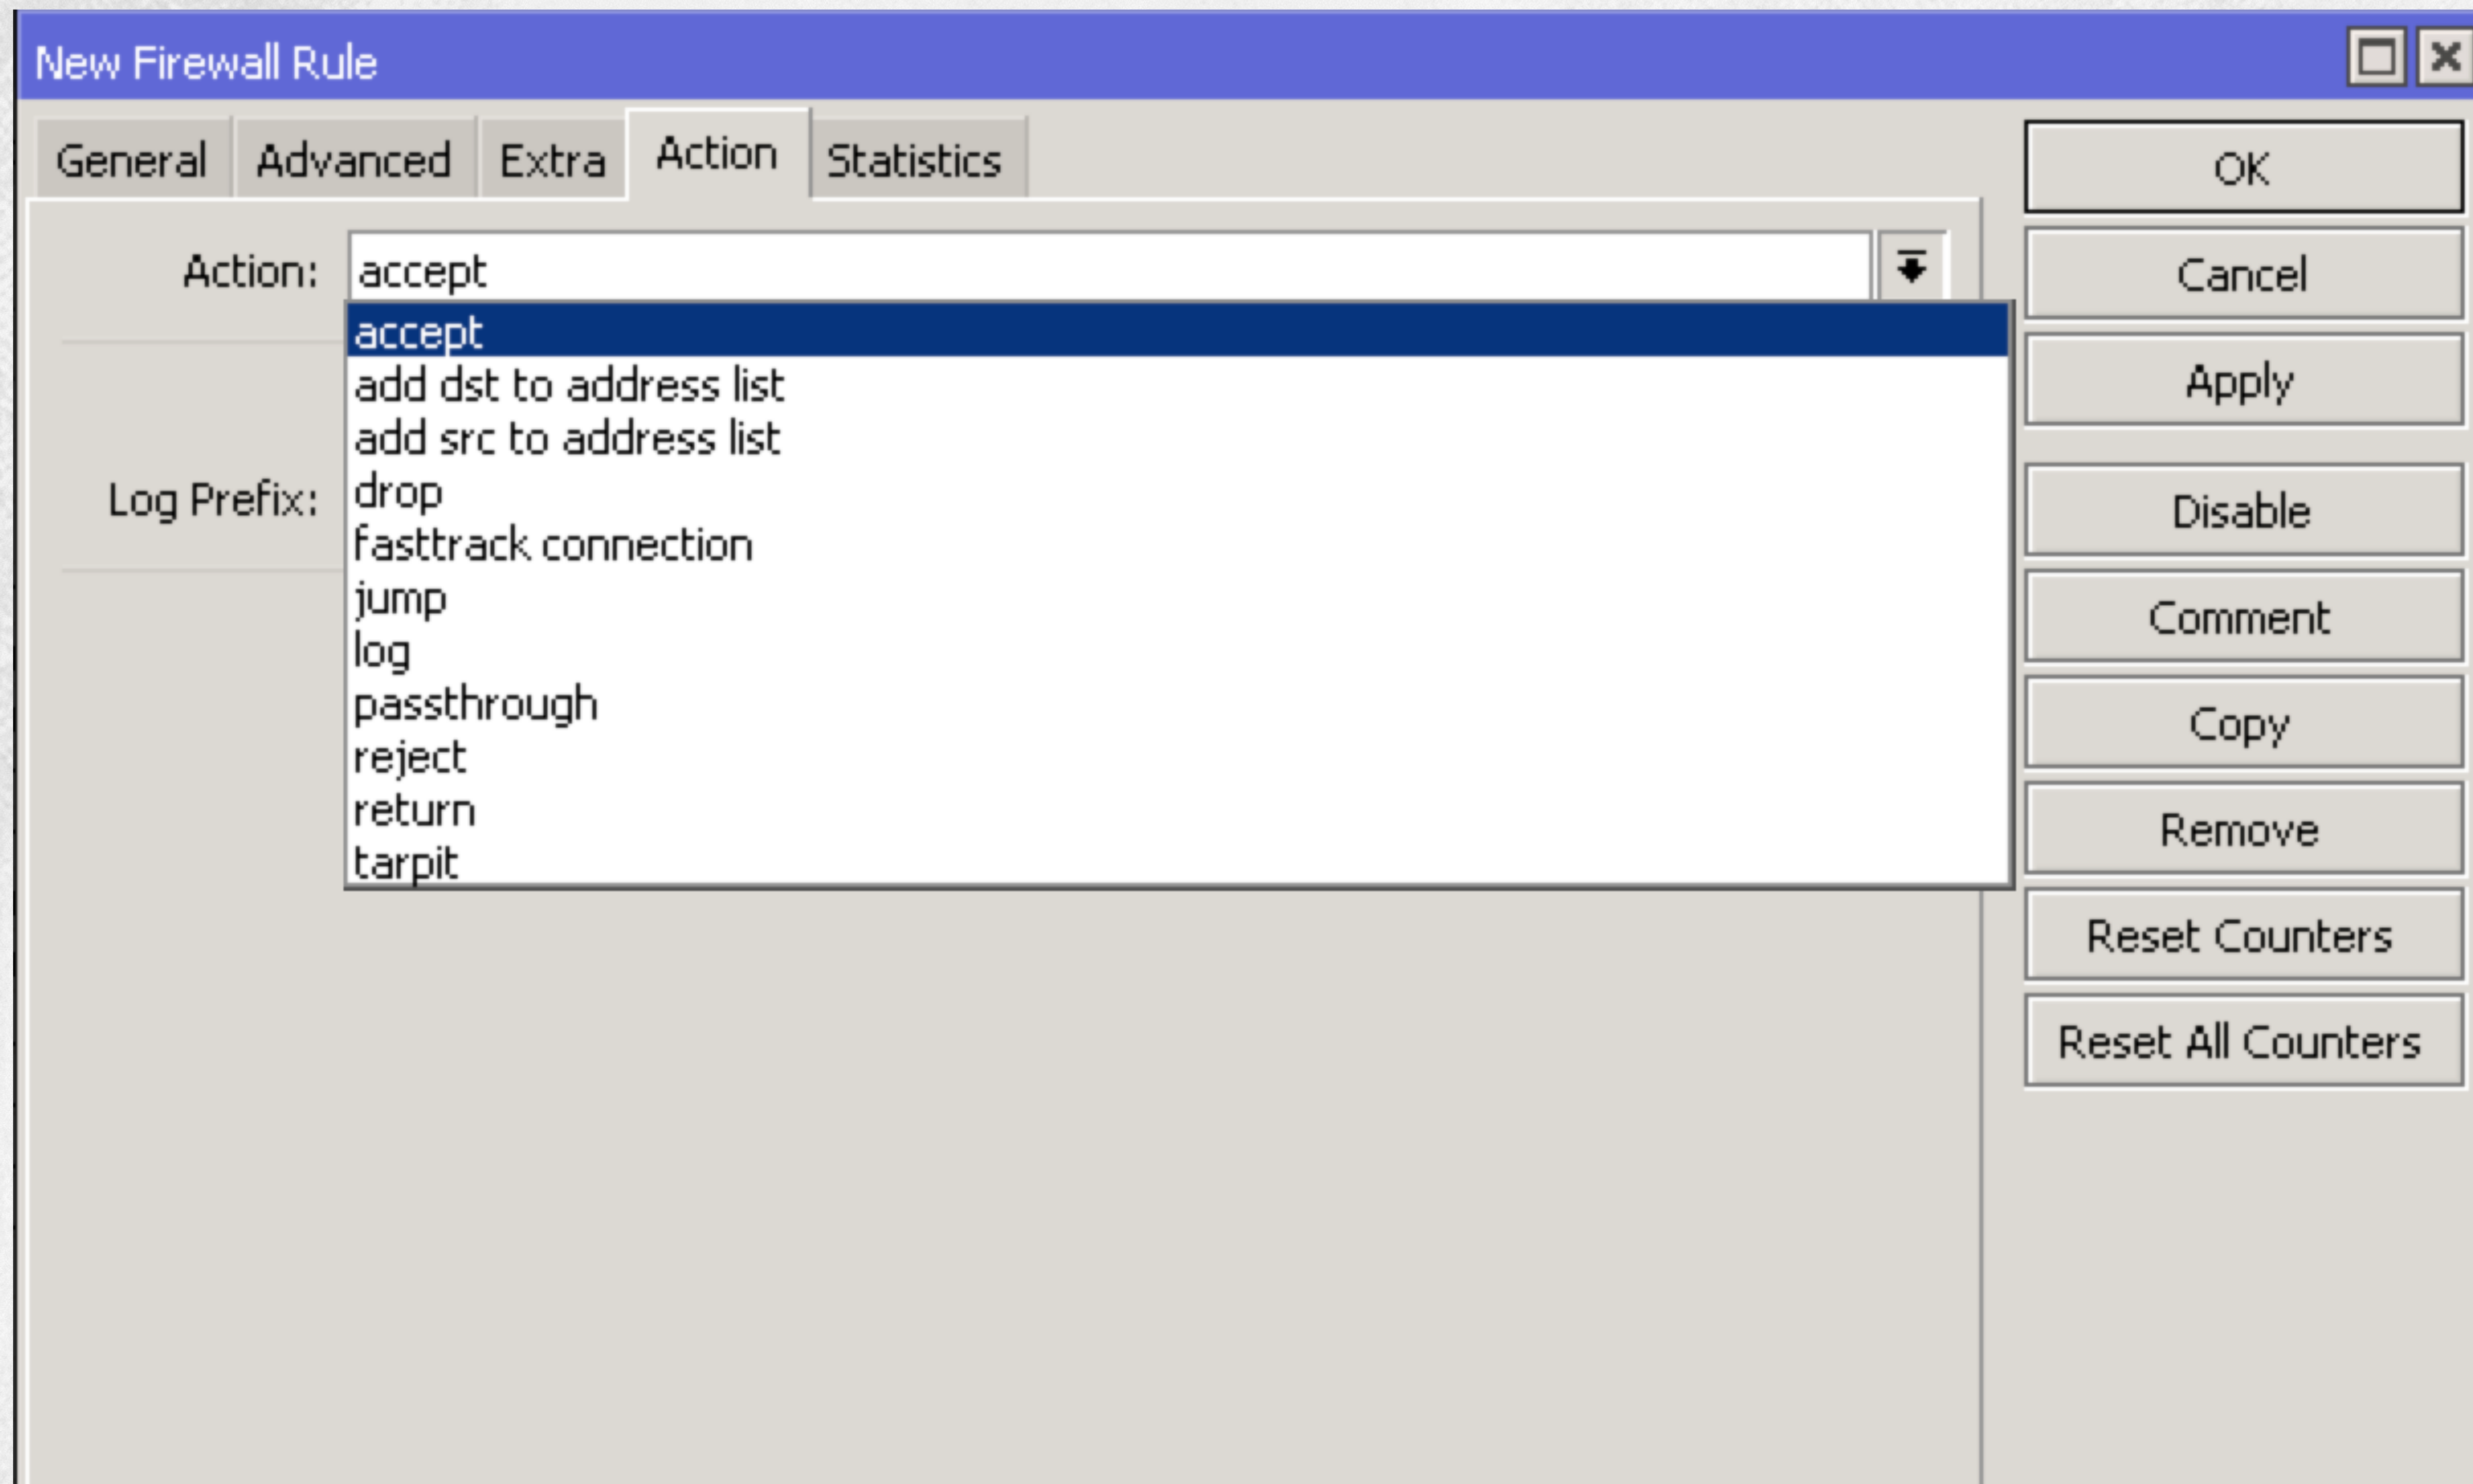 New Firewall Rule
General Advanced Extra Action Statistics
Action: accept
accept
add dst to address list
add src to address list
drop
fasttrack connection
jump
log
passthrough
reject
return
tarpit
Log Prefix:
OK
Cancel
Apply
Disable
Comment
Copy
Remove
Reset Counters
Reset All Counters